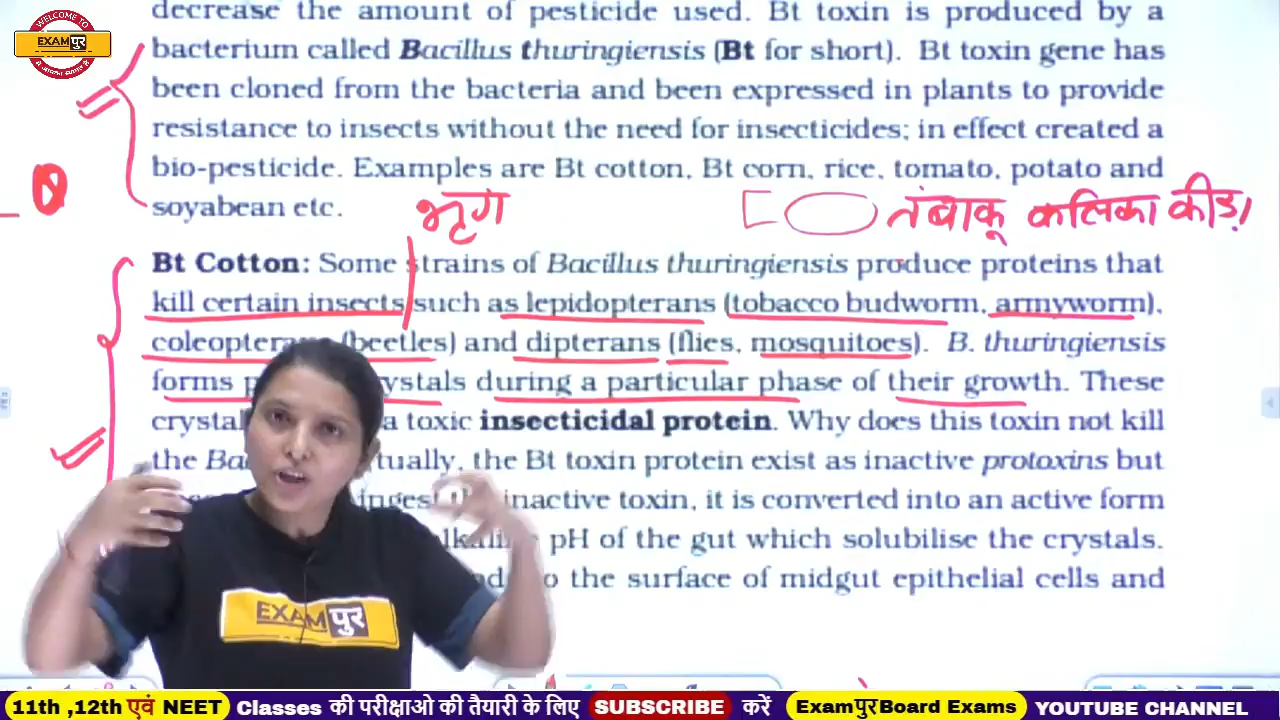 WELCOME TO
EXAMপুর
decrease the amount of pesticide used. Bt toxin is produced by a
bacterium called Bacillus thuringiensis (Bt for short). Bt toxin gene has
been cloned from the bacteria and been expressed in plants to provide
resistance to insects without the need for insecticides; in effect created a
bio-pesticide. Examples are Bt cotton, Bt corn, rice, tomato, potato and
soyabean etc.
भृंग
तंबाकू कलिका कीड़ा
Bt Cotton: Some strains of Bacillus thuringiensis produce proteins that
kill certain insects such as lepidopterans (tobacco budworm, armyworm),
coleopterans (beetles) and dipterans (flies, mosquitoes). B. thuringiensis
forms crystals during a particular phase of their growth. These
crystal a toxic insecticidal protein. Why does this toxin not kill
the Ba tually, the Bt toxin protein exist as inactive protoxins but
ingest inactive toxin, it is converted into an active form
alkaline pH of the gut which solubilise the crystals.
to the surface of midgut epithelial cells and
EXAMपुर
11th ,12th एवं NEET Classes की परीक्षाओ की तैयारी के लिए SUBSCRIBE करें ExamपुरBoard Exams YOUTUBE CHANNEL